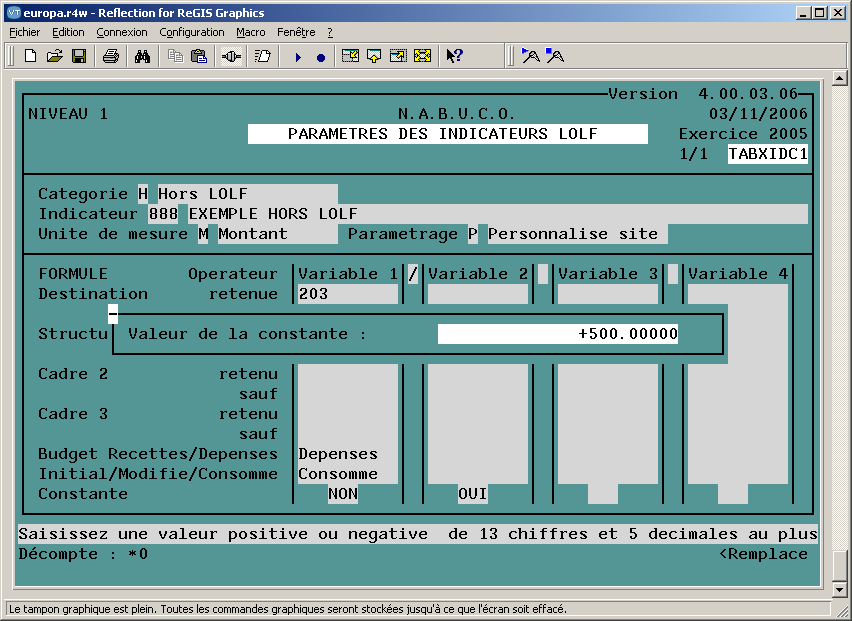 europa.r4w - Reflection for ReGIS Graphics
Fichier Edition Connexion Configuration Macro Fenêtre ?
Version 4.00.03.06
NIVEAU 1 N.A.B.U.C.O. 03/11/2006
PARAMETRES DES INDICATEURS LOLF Exercice 2005
1/1 TABXIDC1
Categorie H Hors LOLF
Indicateur 888 EXEMPLE HORS LOLF
Unite de mesure M Montant Parametrage P Personnalise site
FORMULE Operateur Variable 1 / Variable 2 Variable 3 Variable 4
Destination retenue 203
Structu Valeur de la constante : +500.00000
Cadre 2 retenu
sauf
Cadre 3 retenu
sauf
Budget Recettes/Depenses Depenses
Initial/Modifie/Consomme Consomme
Constante NON OUI
Saisissez une valeur positive ou negative de 13 chiffres et 5 decimales au plus
Décompte : *0 <Remplace
Le tampon graphique est plein. Toutes les commandes graphiques seront stockées jusqu'à ce que l'écran soit effacé.